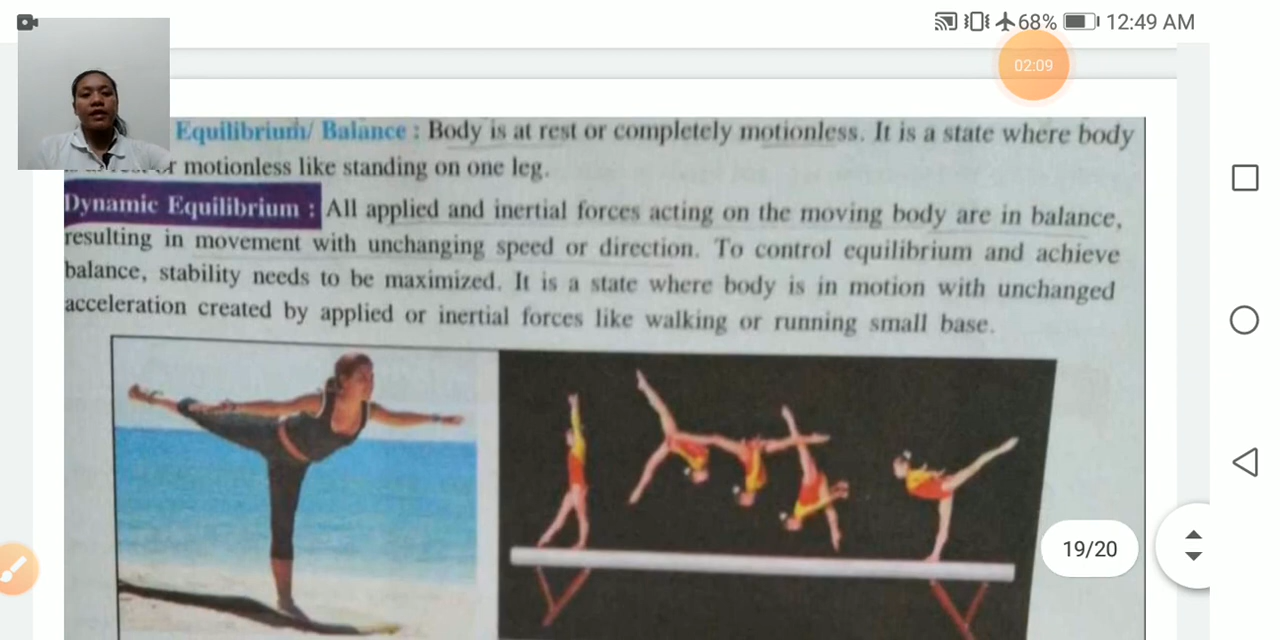 68% 12:49 AM
02:09
Equilibrium/ Balance : Body is at rest or completely motionless. It is a state where body
motionless like standing on one leg.
Dynamic Equilibrium : All applied and inertial forces acting on the moving body are in balance,
resulting in movement with unchanging speed or direction. To control equilibrium and achieve
balance, stability needs to be maximized. It is a state where body is in motion with unchanged
acceleration created by applied or inertial forces like walking or running small base.
19/20